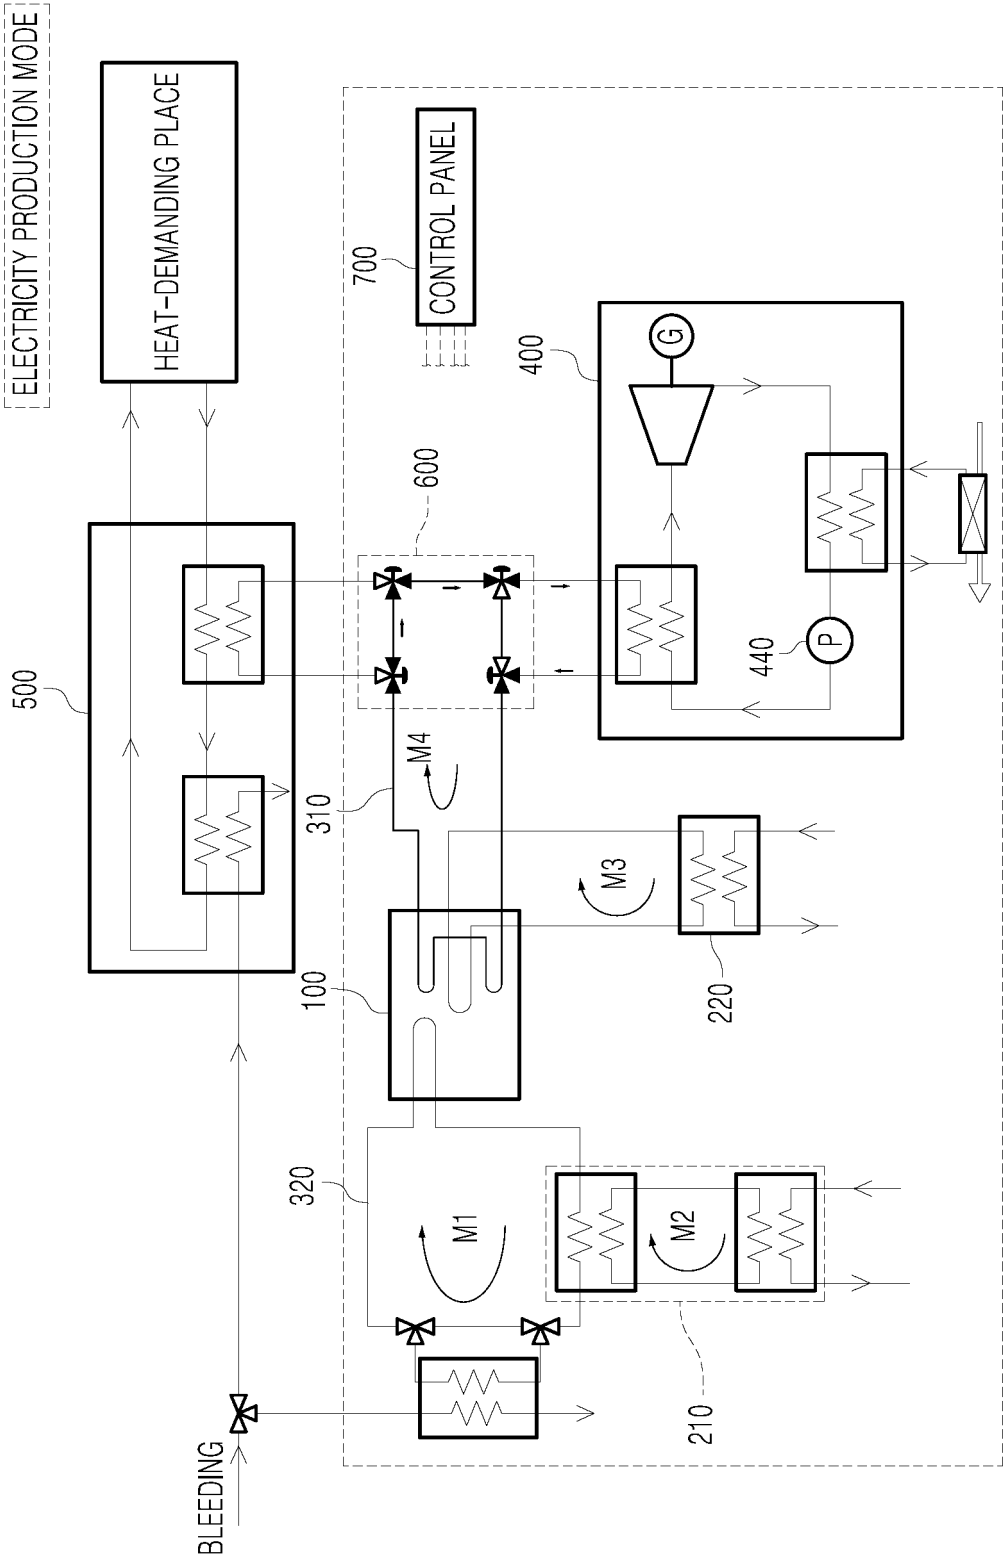 ELECTRICITY PRODUCTION MODE
HEAT-DEMANDING PLACE
CONTROL PANEL
700
400
G
600
500
440
P
310
M4
M3
220
100
320
M1
M2
210
BLEEDING